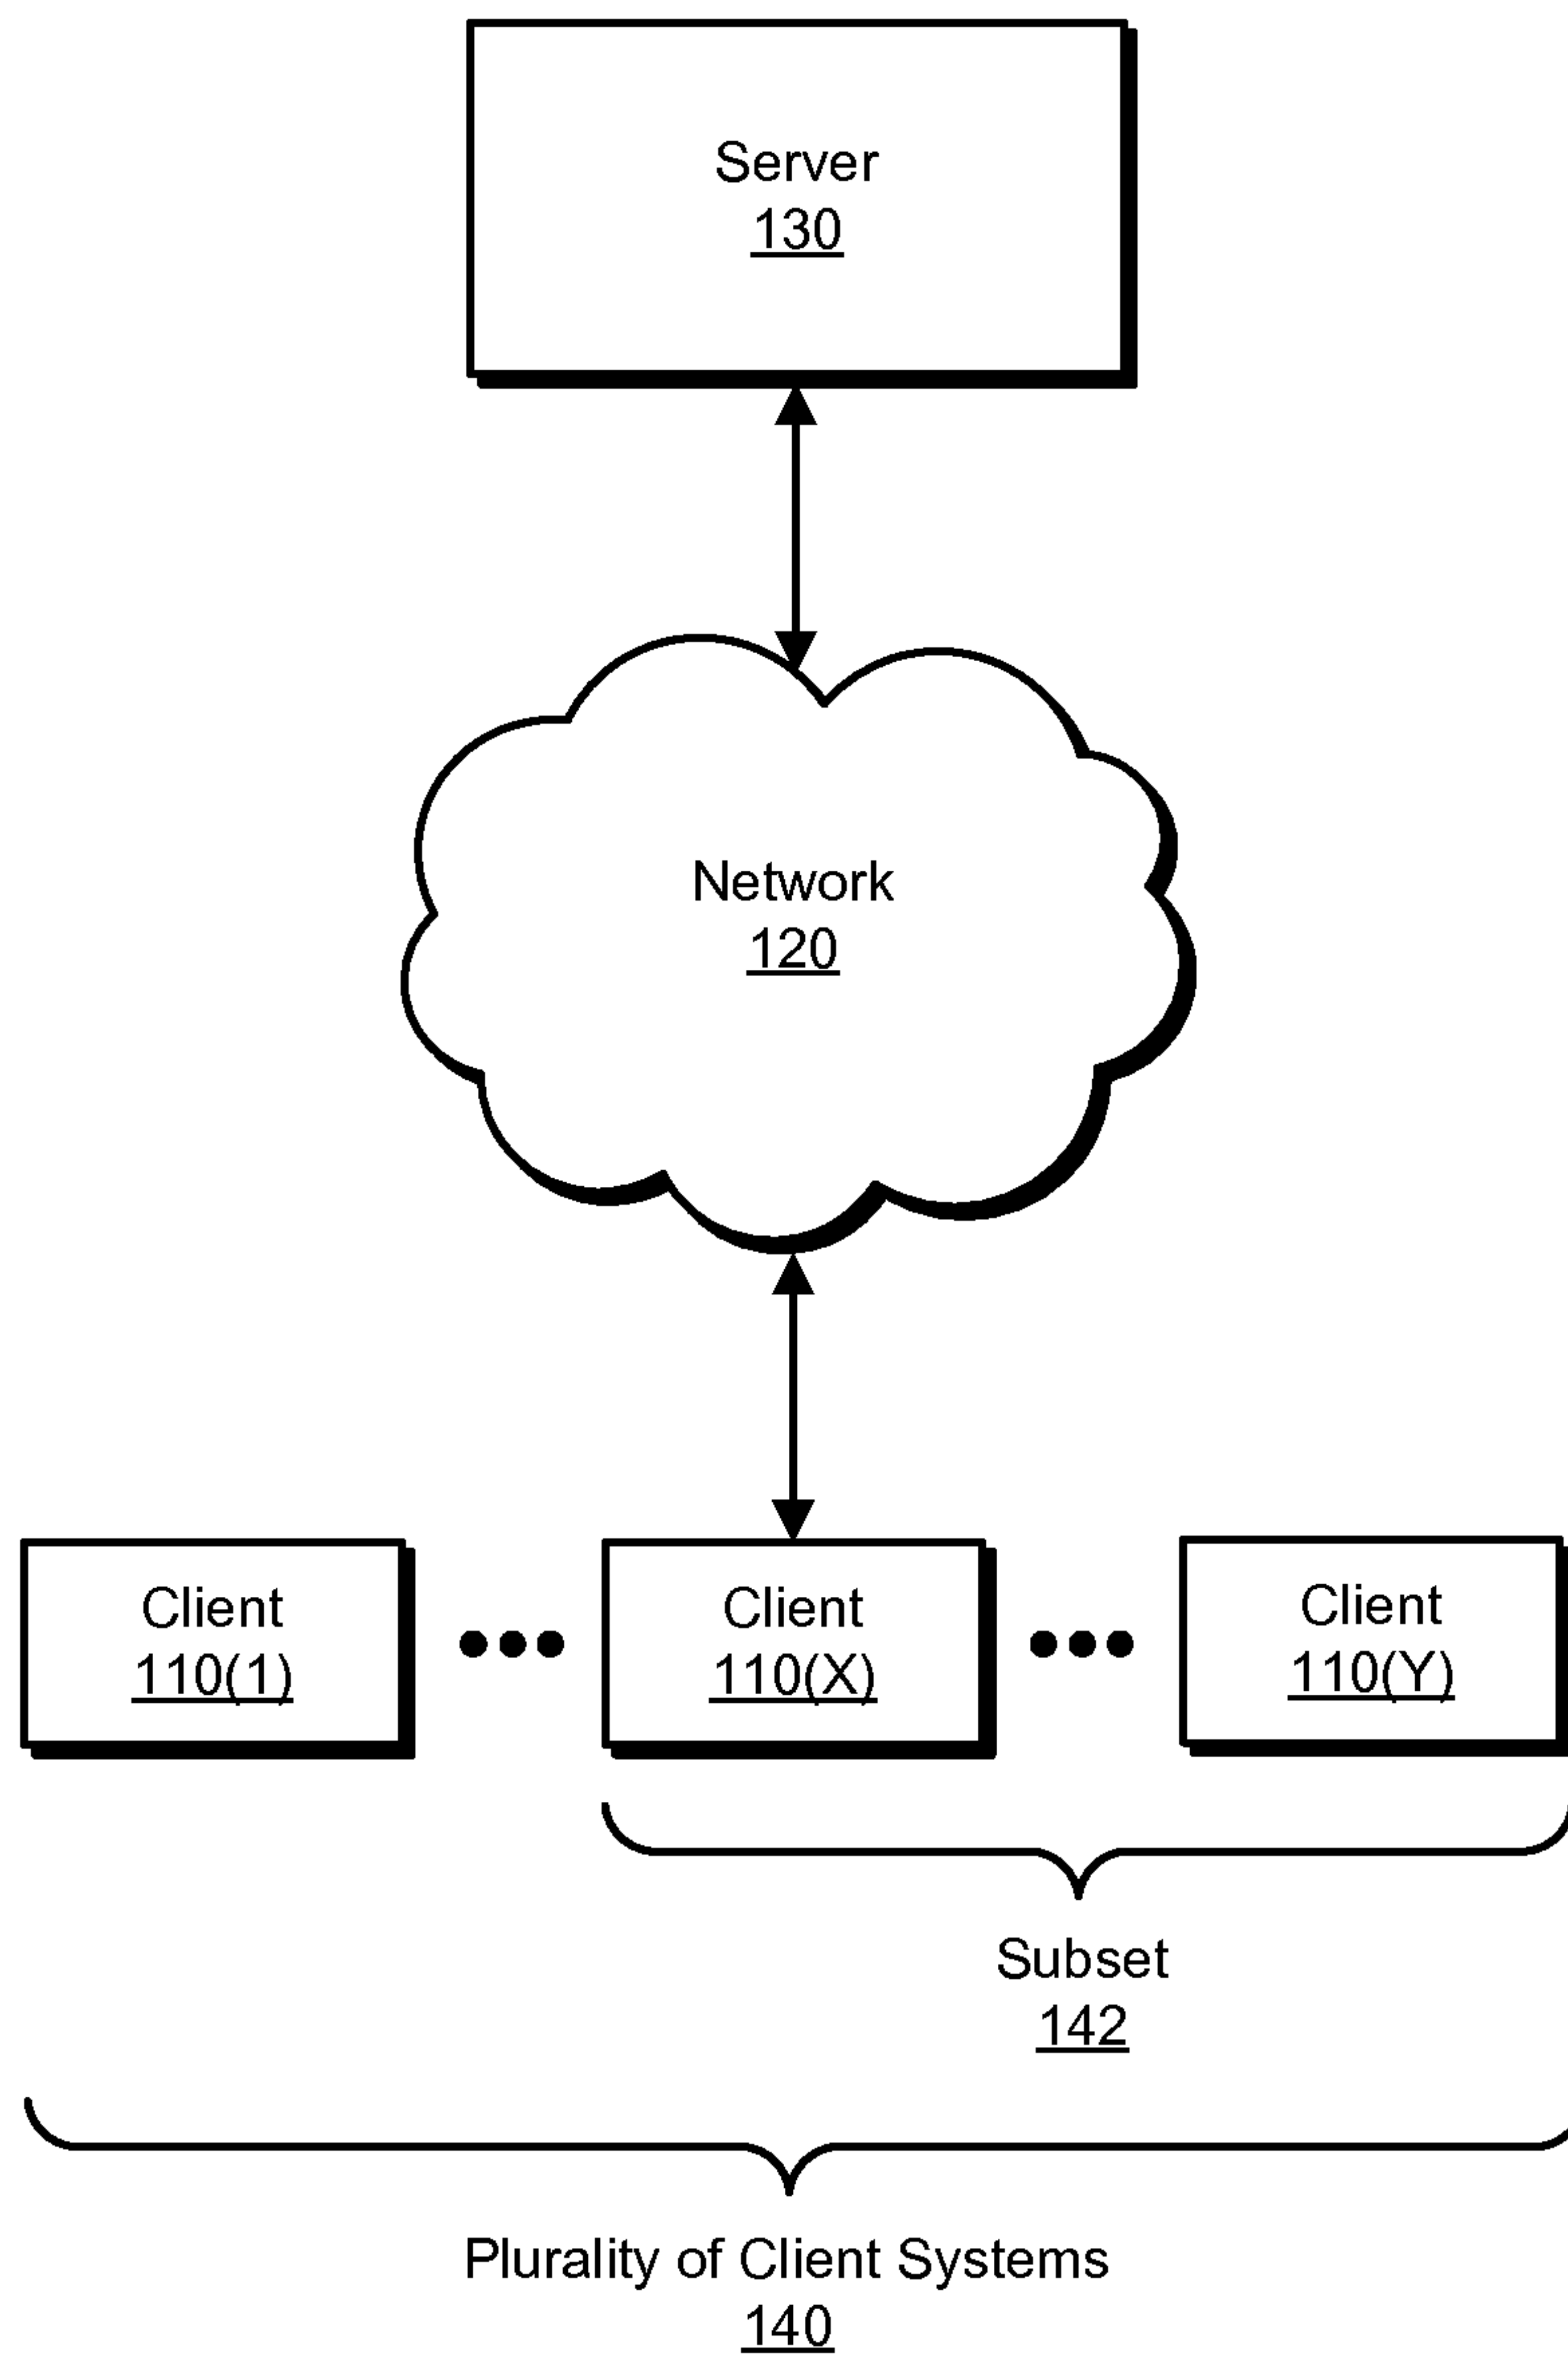 Server
130
Network
120
Client
110(1)
Client
110(X)
Client
110(Y)
Subset
142
Plurality of Client Systems
140